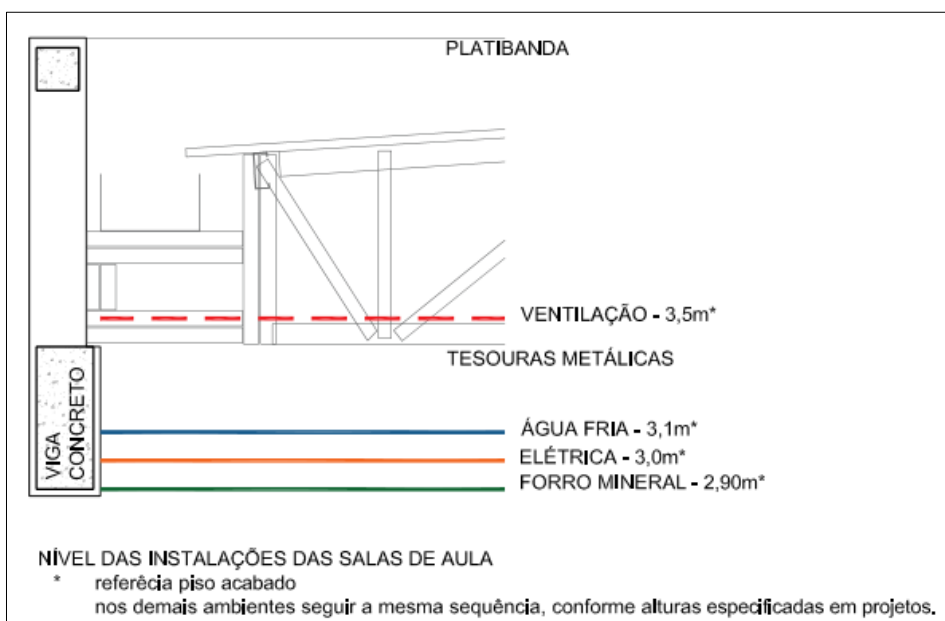 PLATIBANDA
VENTILAÇÃO - 3,5m*
TESOURAS METÁLICAS
VIGA
CONCRETO
ÁGUA FRIA - 3,1m*
ELÉTRICA - 3,0m*
FORRO MINERAL - 2,90m*
NÍVEL DAS INSTALAÇÕES DAS SALAS DE AULA
* referêcia piso acabado
nos demais ambientes seguir a mesma sequência, conforme alturas especificadas em projetos.